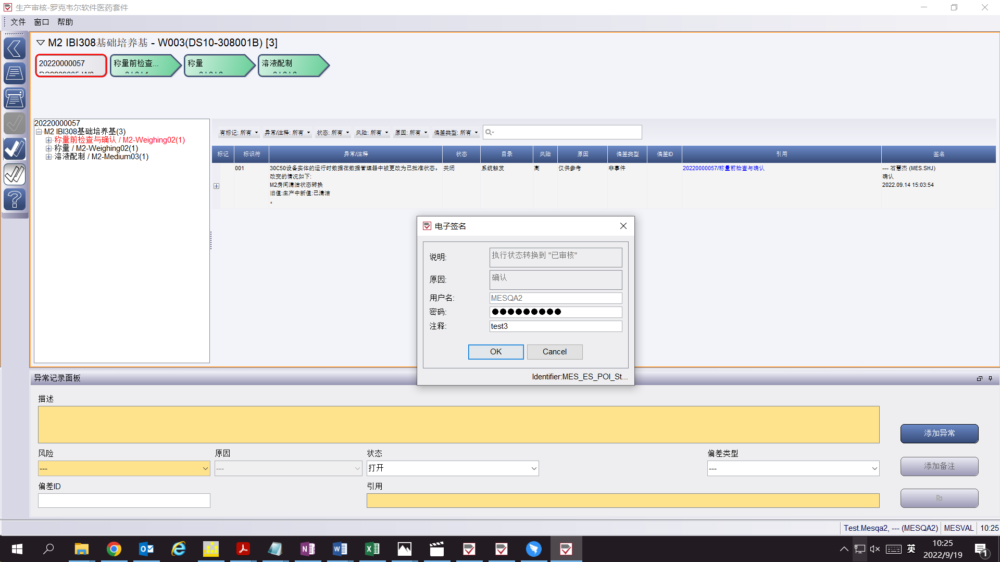 生产审核-罗克韦尔软件医药套件
文件 窗口 帮助
M2 IBI308基础培养基 - W003(DS10-308001B) [3]
20220000057
称量前检查...
称量
溶液配制
20220000057
M2 IBI308基础培养基(3)
称量前检查与确认 / M2-Weighing02(1)
称量 / M2-Weighing02(1)
溶液配制 / M2-Medium03(1)
有标记: 所有 异常/注释: 所有 状态: 所有 风险: 所有 原因: 所有 偏差类型: 所有
标记 标识符 异常/注释 状态 目录 风险 原因 偏差类型 偏差ID 引用 签名
001 30C50设备实体的运行时数据在数据管理器中被更改为已批准状态。 关闭 系统触发 高 仅供参考 非事件 20220000057/称量前检查与确认 --- 石慧杰 (MES.SHJ)
改变的情况如下: 确认
M2房间清洁状态转换 2022.09.14 15:03:54
旧值:生产中新值:已清洁
。
电子签名
说明: 执行状态转换到 "已审核"
原因: 确认
用户名: MESQA2
密码: ●●●●●●●●●
注释: test3
OK Cancel
Identifier:MES_ES_POI_St...
异常记录面板
描述
添加异常
风险 原因 状态 偏差类型
--- --- 打开 ---
添加备注
偏差ID 引用
Test.Mesqa2, --- (MESQA2) MESVAL 10:25
英 10:25
2022/9/19
1